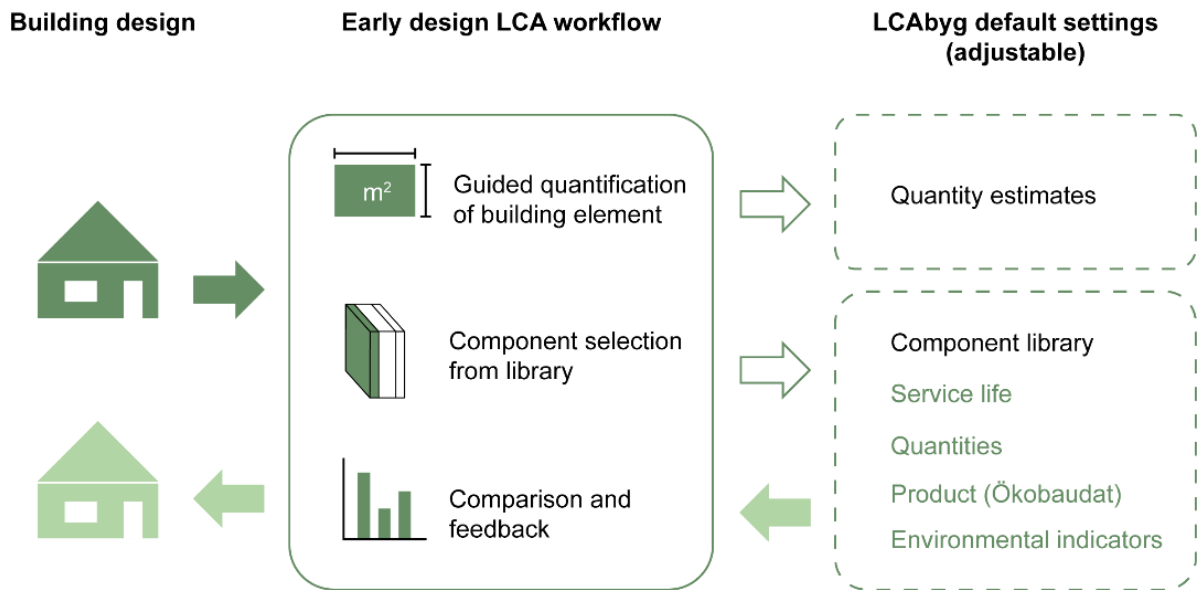 Building design
Early design LCA workflow
LCAbyg default settings
(adjustable)
m²
Guided quantification
of building element
Quantity estimates
Component selection
from library
Component library
Service life
Quantities
Product (Ökobaudat)
Environmental indicators
Comparison and
feedback